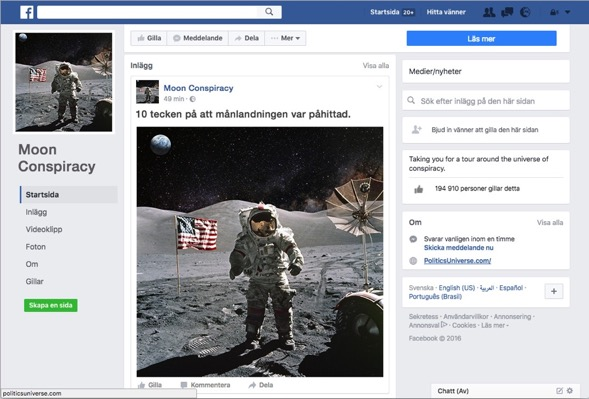 f
Startsida 20+ Hitta vänner
Gilla Meddelande Dela Mer
Läs mer
Moon
Conspiracy
Startsida
Inlägg
Videoklipp
Foton
Om
Gillar
Skapa en sida
Inlägg Visa alla
Moon Conspiracy
49 min ·
10 tecken på att månlandningen var påhittad.
Gilla Kommentera Dela
Medier/nyheter
Sök efter inlägg på den här sidan
Bjud in vänner att gilla den här sidan
Taking you for a tour around the universe of
conspiracy.
194 910 personer gillar detta
Om Visa alla
Svarar vanligen inom en timme
Skicka meddelande nu
PoliticsUniverse.com/
Svenska · English (US) · العربية · Español ·
Português (Brasil)
Sekretess · Användarvillkor · Annonsering ·
Annonsval · Cookies · Läs mer
Facebook © 2016
Chatt (Av)
politicsuniverse.com